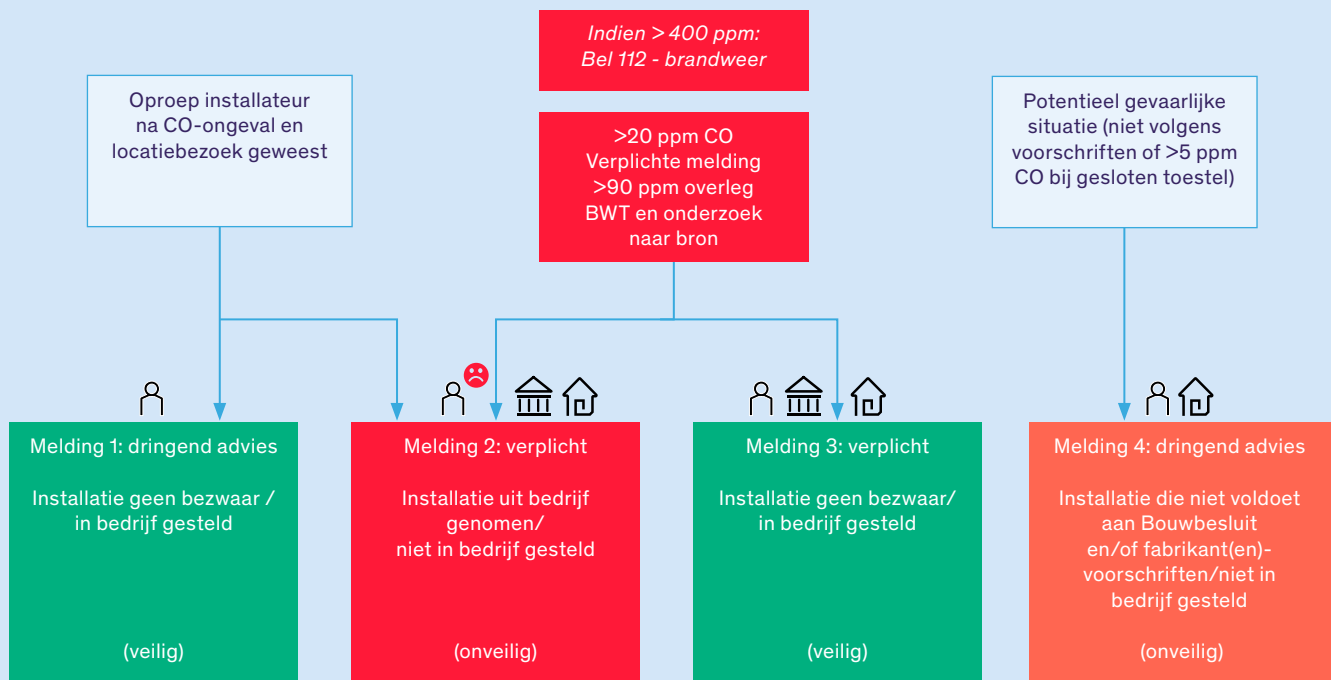 Indien > 400 ppm:
Bel 112 - brandweer
Oproep installateur
na CO-ongeval en
locatiebezoek geweest
>20 ppm CO
Verplichte melding
>90 ppm overleg
BWT en onderzoek
naar bron
Potentieel gevaarlijke
situatie (niet volgens
voorschriften of >5 ppm
CO bij gesloten toestel)
Melding 1: dringend advies
Installatie geen bezwaar /
in bedrijf gesteld
(veilig)
Melding 2: verplicht
Installatie uit bedrijf
genomen/
niet in bedrijf gesteld
(onveilig)
Melding 3: verplicht
Installatie geen bezwaar/
in bedrijf gesteld
(veilig)
Melding 4: dringend advies
Installatie die niet voldoet
aan Bouwbesluit
en/of fabrikant(en)-
voorschriften/niet in
bedrijf gesteld
(onveilig)